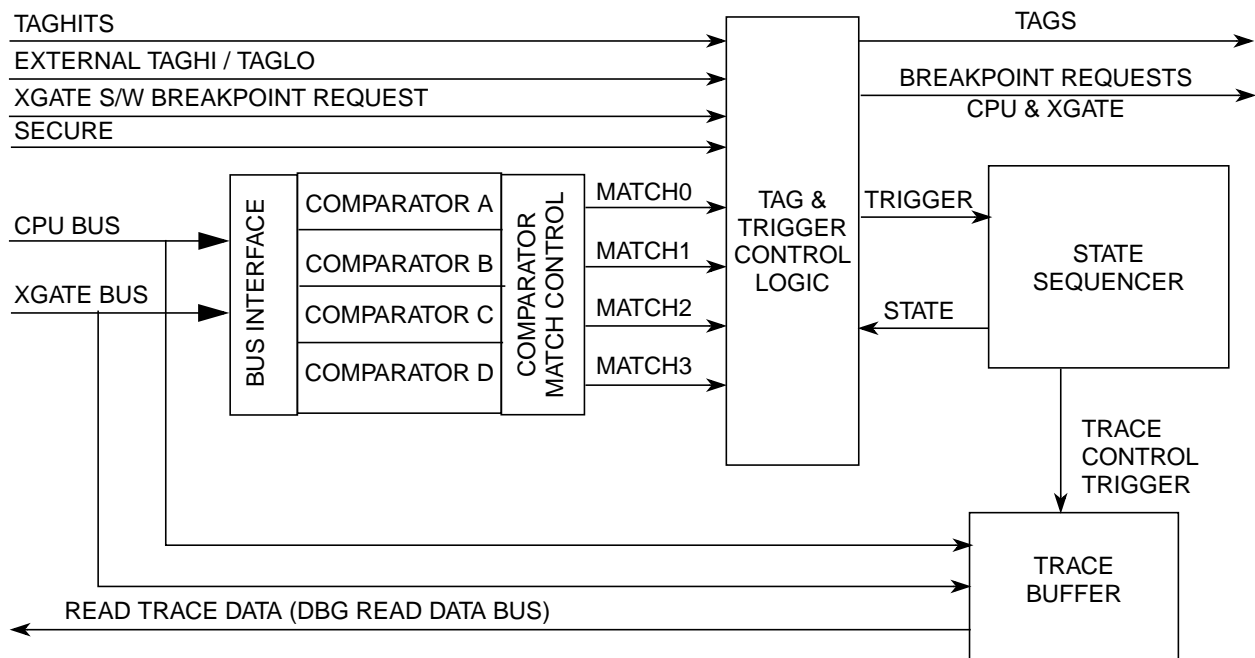 TAGHITS
EXTERNAL TAGHI / TAGLO
XGATE S/W BREAKPOINT REQUEST
SECURE
TAGS
BREAKPOINT REQUESTS
CPU & XGATE
CPU BUS
XGATE BUS
BUS INTERFACE
COMPARATOR A
COMPARATOR B
COMPARATOR C
COMPARATOR D
COMPARATOR
MATCH CONTROL
MATCH0
MATCH1
MATCH2
MATCH3
TAG &
TRIGGER
CONTROL
LOGIC
TRIGGER
STATE
STATE
SEQUENCER
TRACE
CONTROL
TRIGGER
TRACE
BUFFER
READ TRACE DATA (DBG READ DATA BUS)